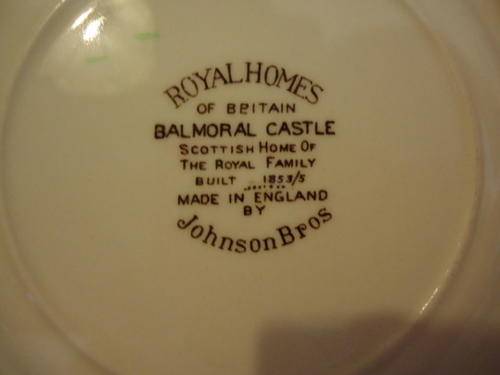 ROYAL HOMES
OF BRITAIN
BALMORAL CASTLE
SCOTTISH HOME OF
THE ROYAL FAMILY
BUILT 1853/5
MADE IN ENGLAND
BY
Johnson Bros